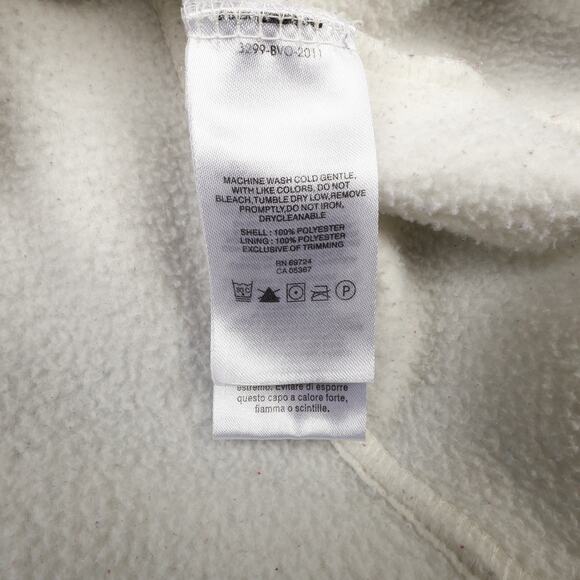 3299-BVO-2011
MACHINE WASH COLD GENTLE,
WITH LIKE COLORS, DO NOT
BLEACH,TUMBLE DRY LOW,REMOVE
PROMPTLY,DO NOT IRON,
DRYCLEANABLE
SHELL : 100% POLYESTER
LINING : 100% POLYESTER
EXCLUSIVE OF TRIMMING
RN 69724
CA 05367
P
estremo. Evitare di esporre
questo capo a calore forte,
fiamma o scintille.